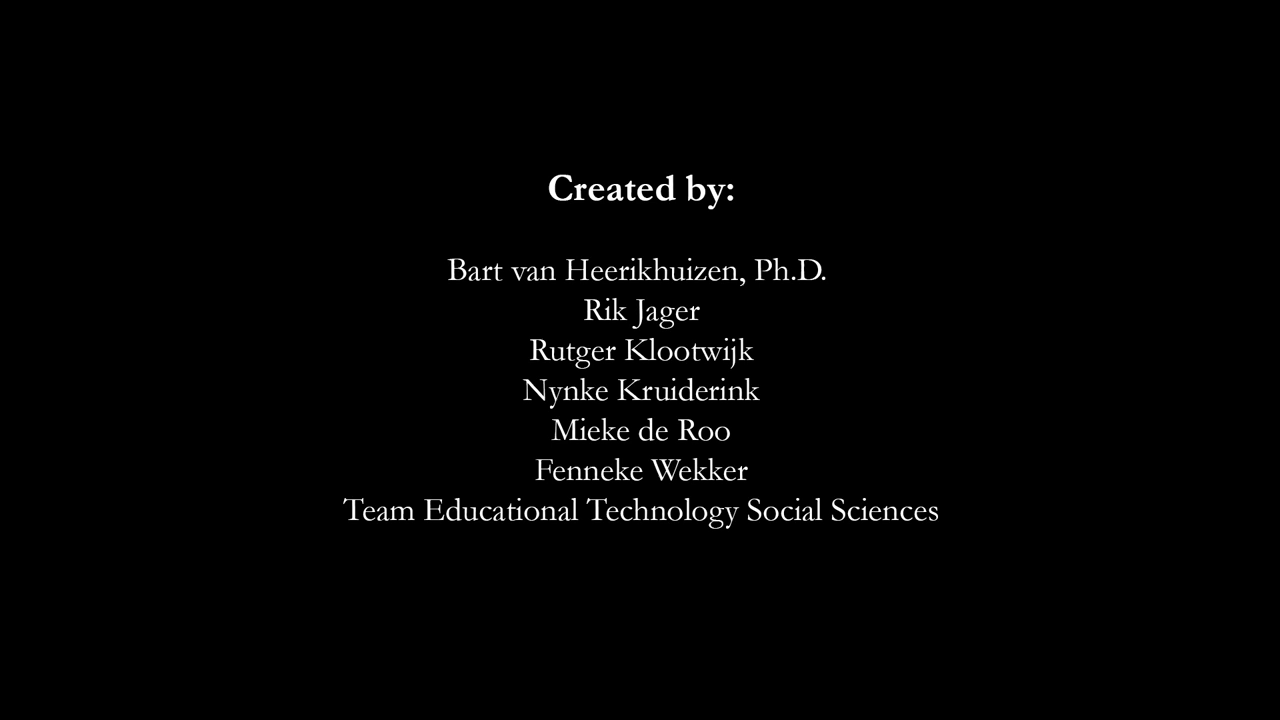 Created by:
Bart van Heerikhuizen, Ph.D.
Rik Jager
Rutger Klootwijk
Nynke Kruiderink
Mieke de Roo
Fenneke Wekker
Team Educational Technology Social Sciences